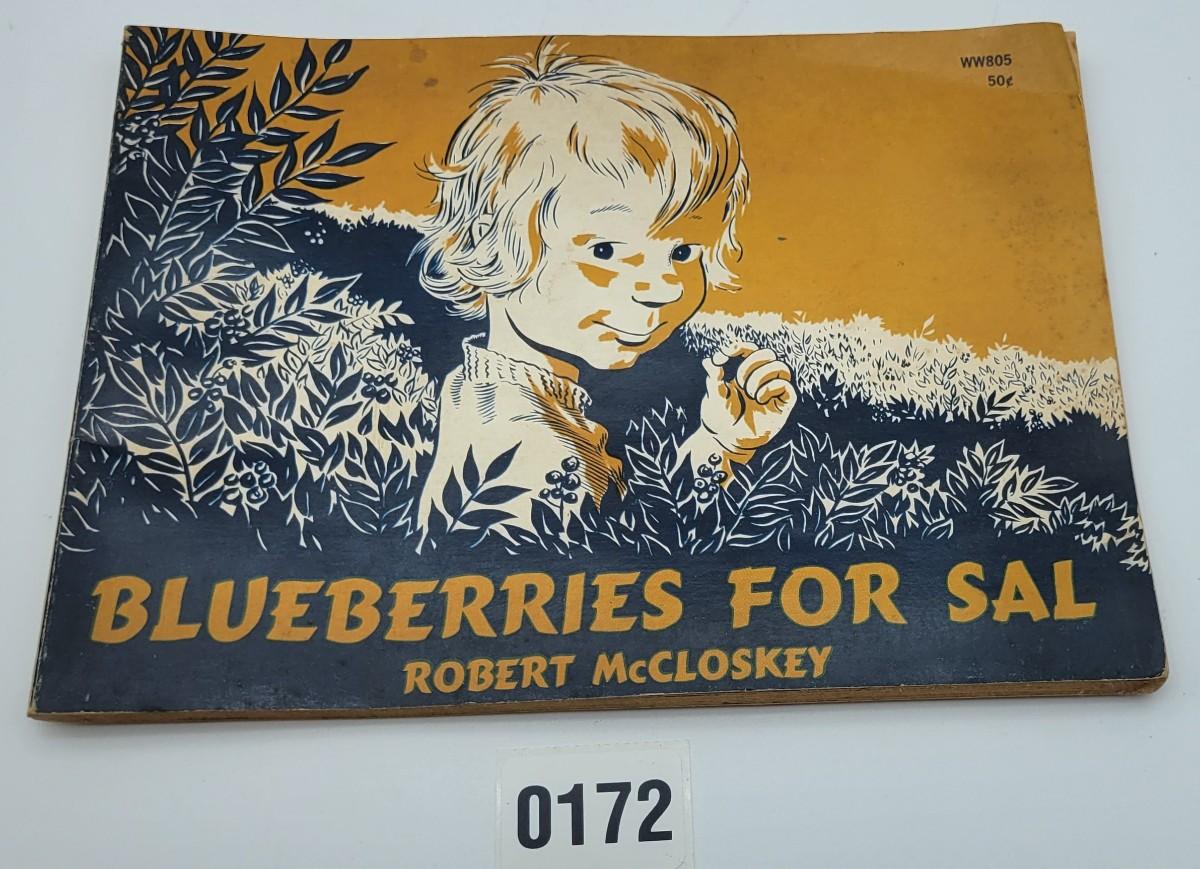 WW805
50¢
BLUEBERRIES FOR SAL
ROBERT McCLOSKEY
0172